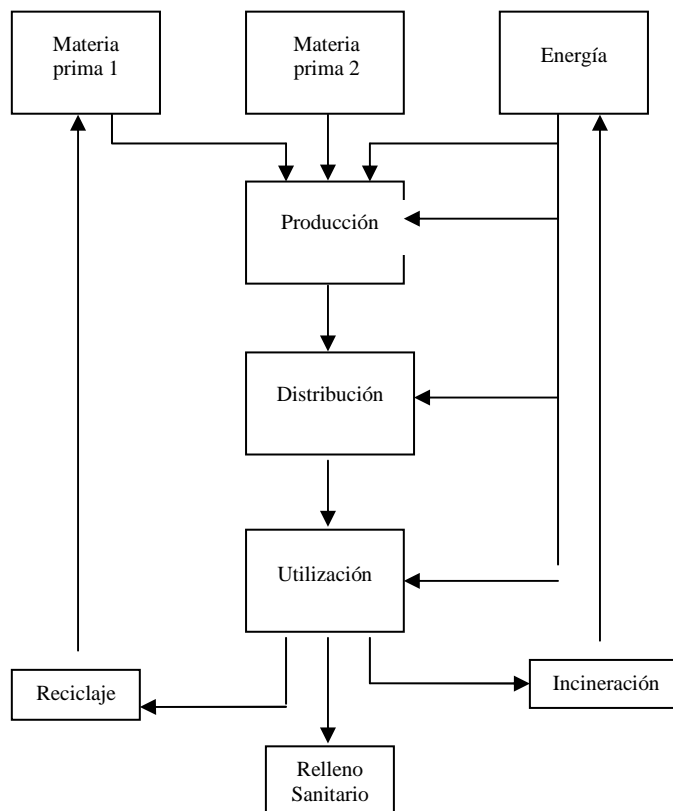 Materia
prima 1
Materia
prima 2
Energía
Producción
Distribución
Utilización
Reciclaje
Incineración
Relleno
Sanitario